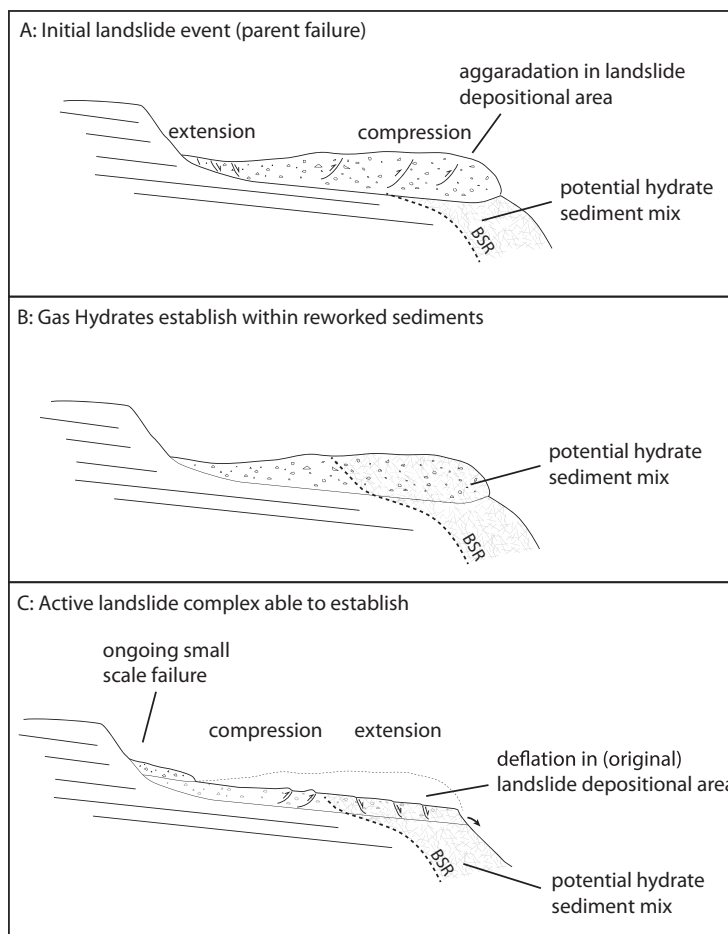 A: Initial landslide event (parent failure)
aggaradation in landslide
depositional area
extension
compression
potential hydrate
sediment mix
BSR
B: Gas Hydrates establish within reworked sediments
potential hydrate
sediment mix
BSR
C: Active landslide complex able to establish
ongoing small
scale failure
compression
extension
deflation in (original)
landslide depositional area
BSR
potential hydrate
sediment mix